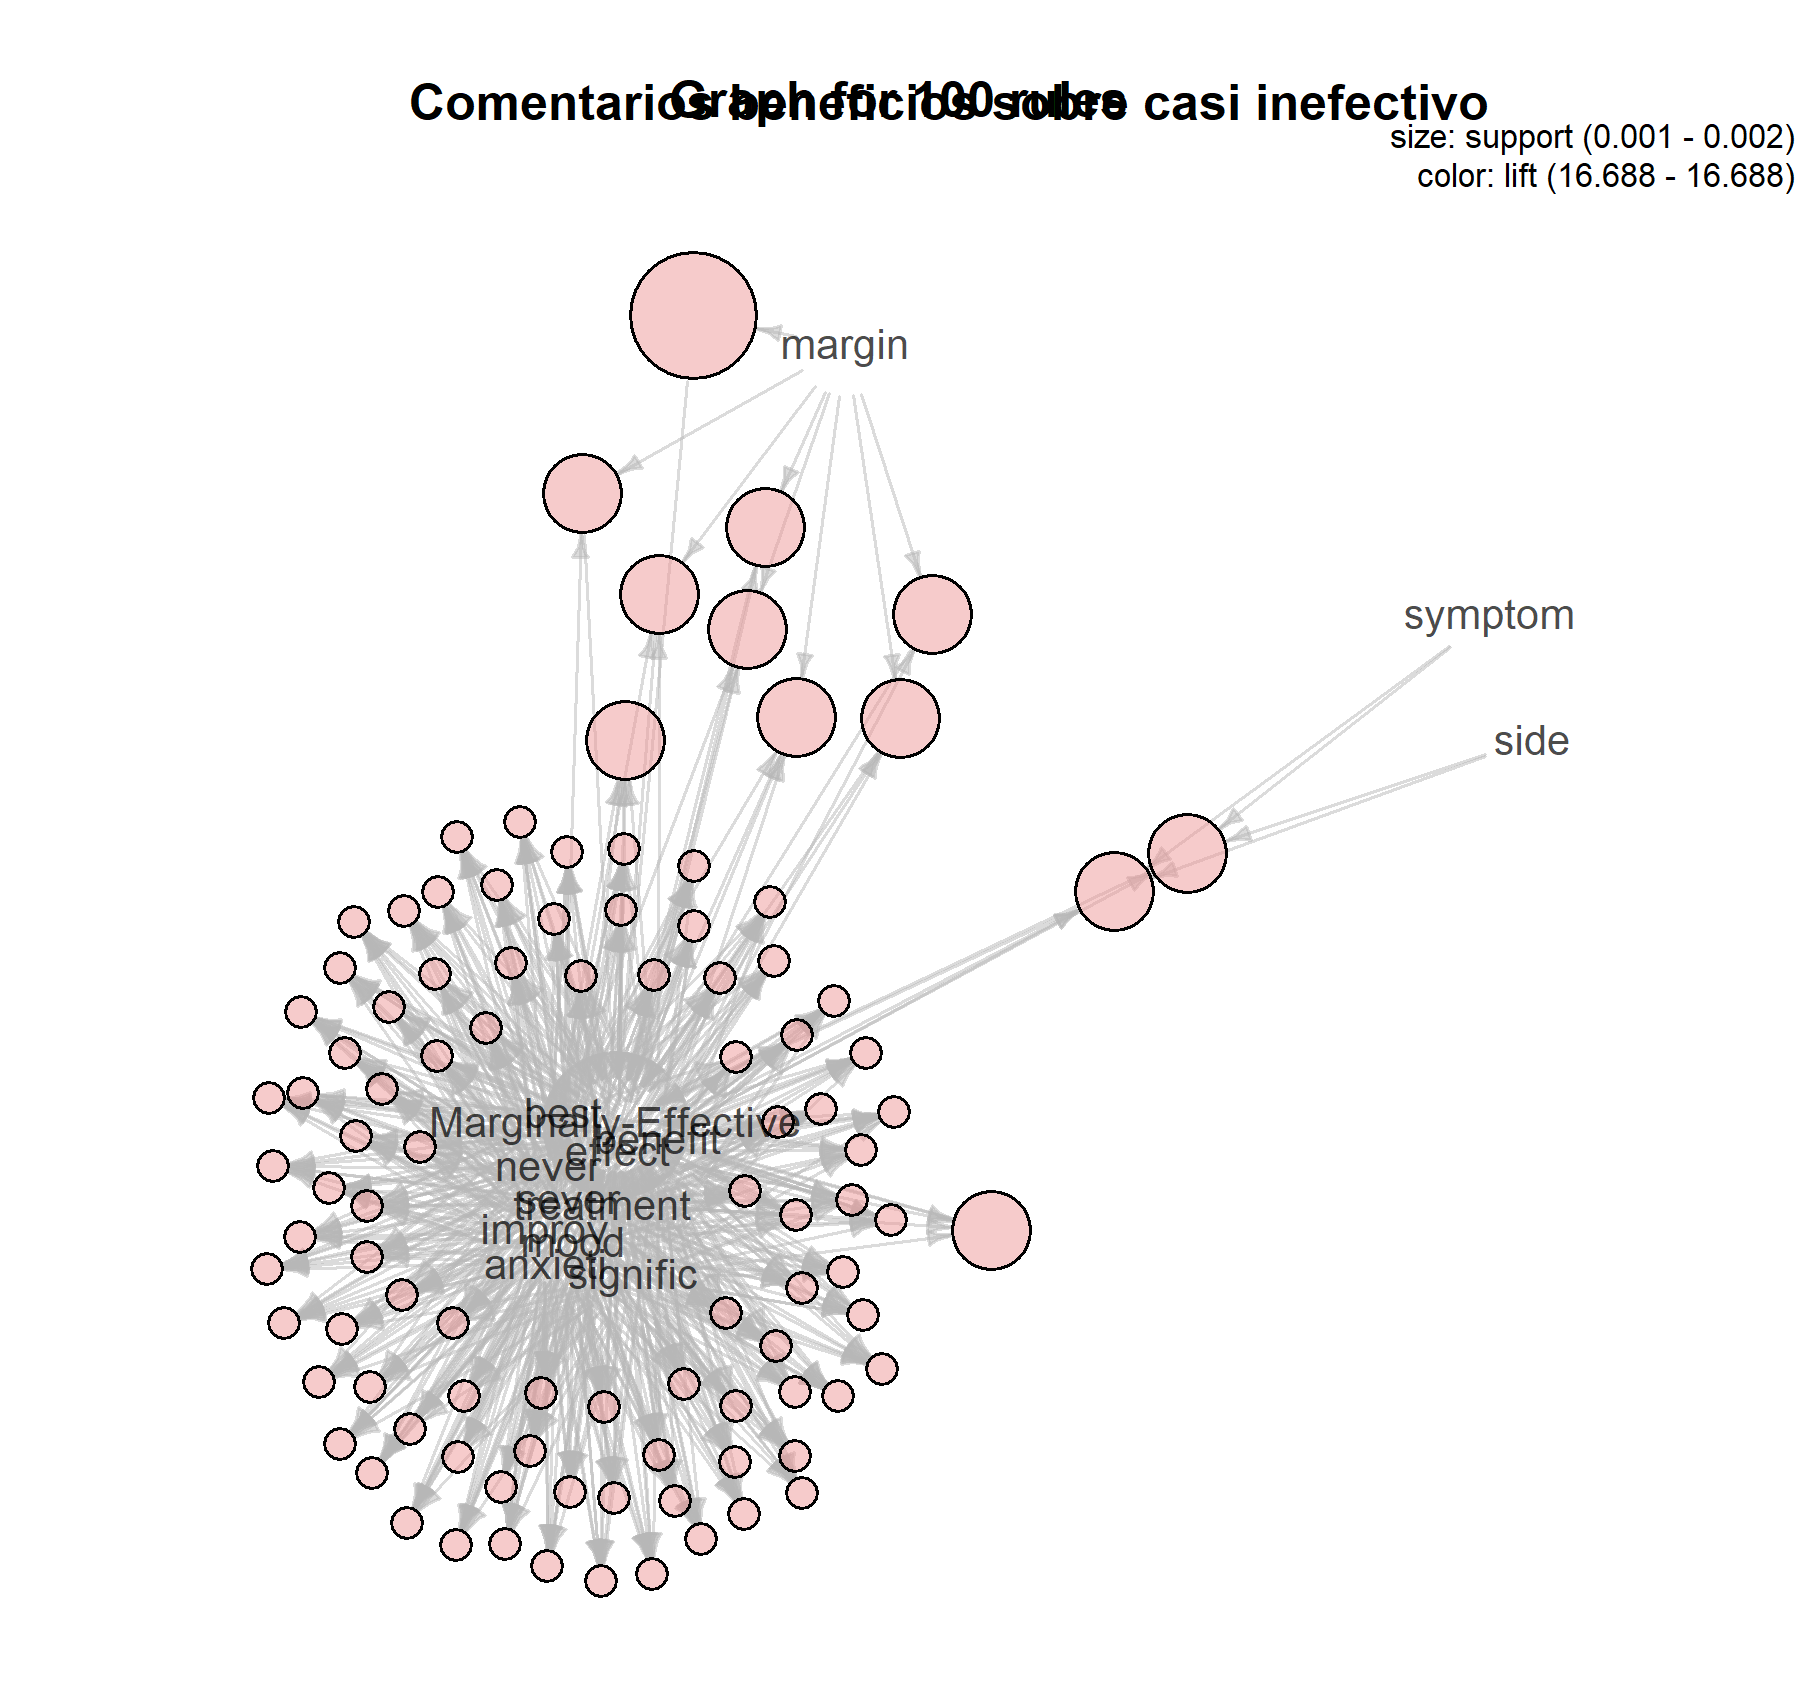 Comentarios beneficios sobre casi inefectivo
Graph for 100 rules
size: support (0.001 - 0.002)
color: lift (16.688 - 16.688)
margin
symptom
side
best
Marginally-Effective
benefit
effect
never
sever
treatment
improv
mood
anxieti
signific